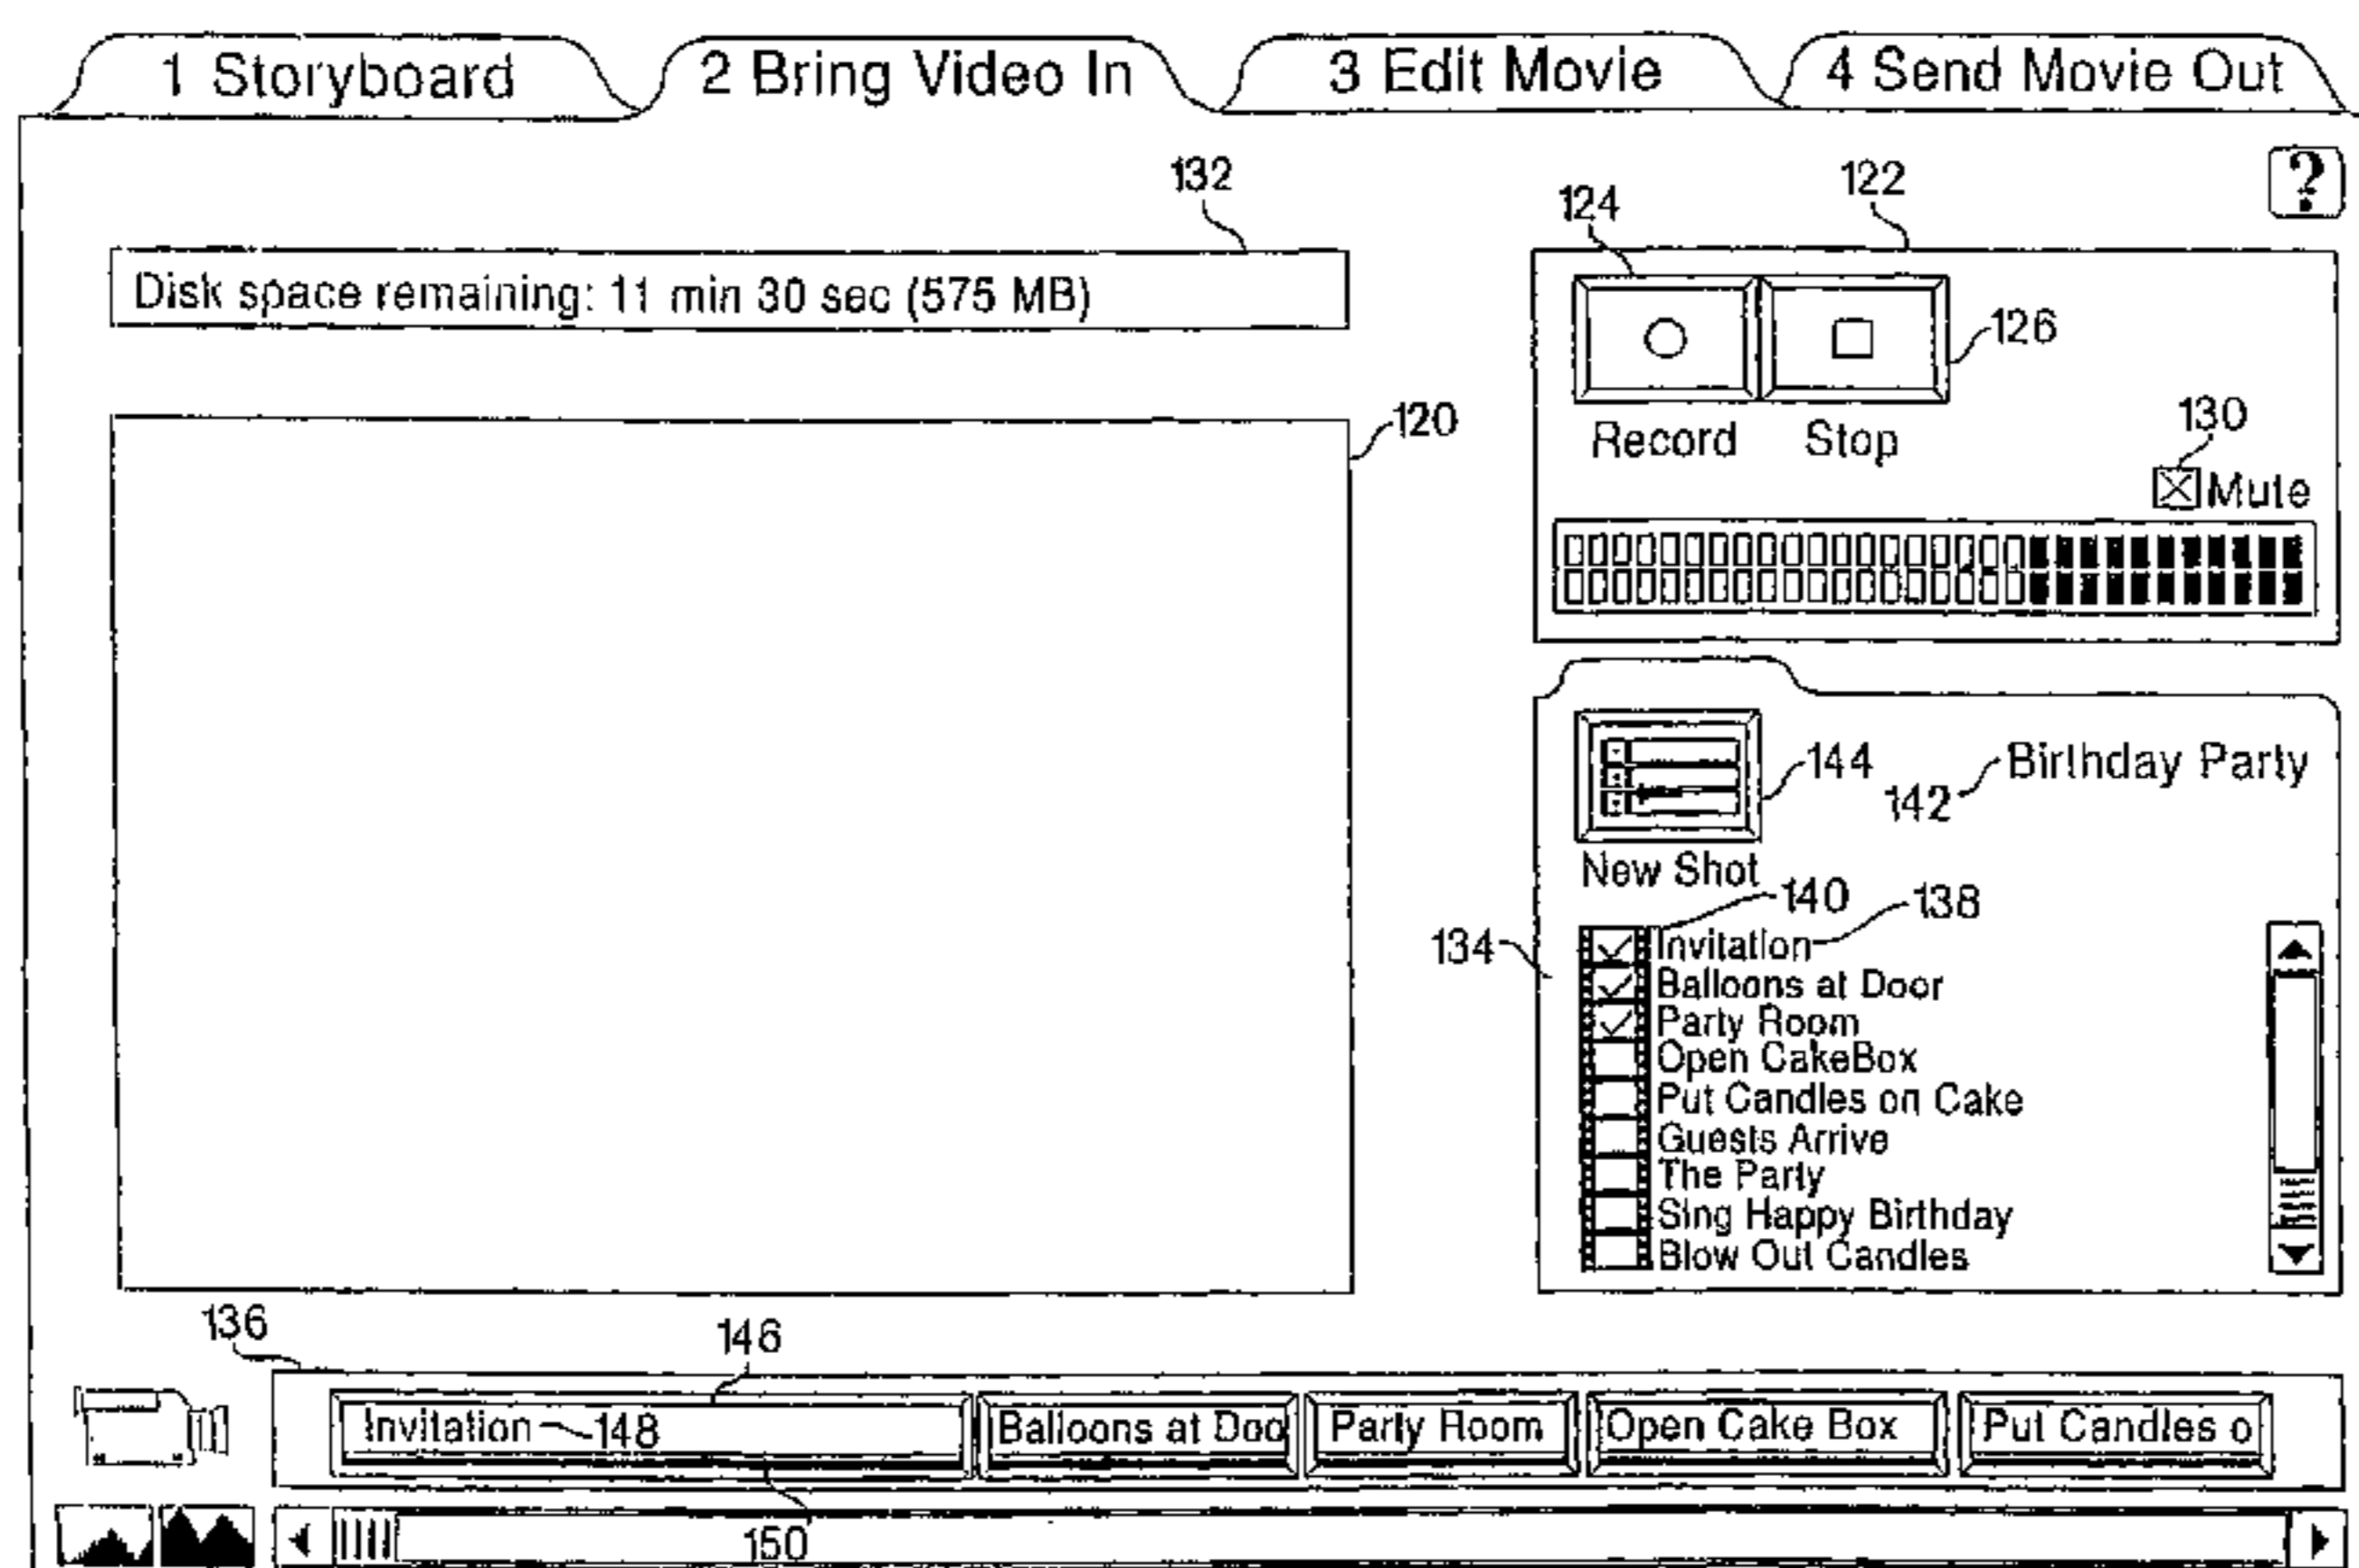 1 Storyboard
2 Bring Video In
3 Edit Movie
4 Send Movie Out
?
132
124
122
Disk space remaining: 11 min 30 sec (575 MB)
126
120
Record
Stop
130
Mute
144
142
Birthday Party
New Shot
140
138
134
Invitation
Balloons at Door
Party Room
Open CakeBox
Put Candles on Cake
Guests Arrive
The Party
Sing Happy Birthday
Blow Out Candles
136
146
Invitation
148
Balloons at Doo
Party Room
Open Cake Box
Put Candles o
150